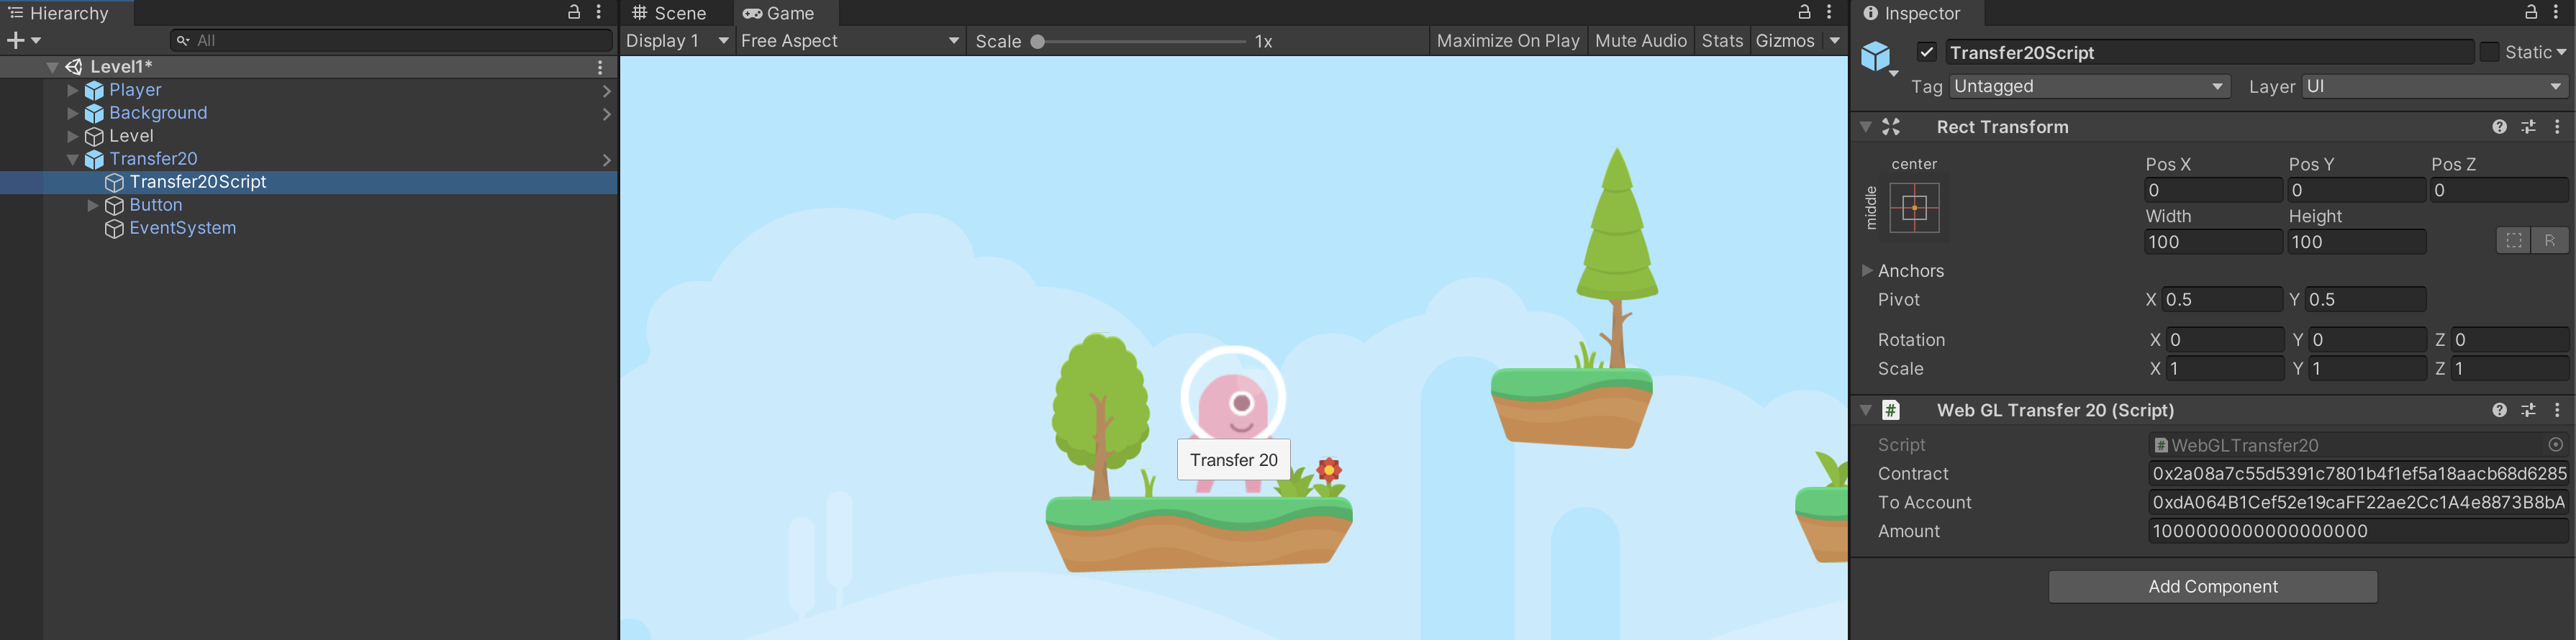 Hierarchy
All
Level1*
Player
Background
Level
Transfer20
Transfer20Script
Button
EventSystem
Scene
Game
Display 1
Free Aspect
Scale
1x
Maximize On Play
Mute Audio
Stats
Gizmos
Transfer 20
Inspector
Transfer20Script
Static
Tag
Untagged
Layer
UI
Rect Transform
center
middle
Pos X
Pos Y
Pos Z
0
0
0
Width
Height
100
100
R
Anchors
Pivot
X 0.5
Y 0.5
Rotation
X 0
Y 0
Z 0
Scale
X 1
Y 1
Z 1
# Web GL Transfer 20 (Script)
Script
# WebGLTransfer20
Contract
0x2a08a7c55d5391c7801b4f1ef5a18aacb68d6285
To Account
0xdA064B1Cef52e19caFF22ae2Cc1A4e8873B8bA
Amount
1000000000000000000
Add Component